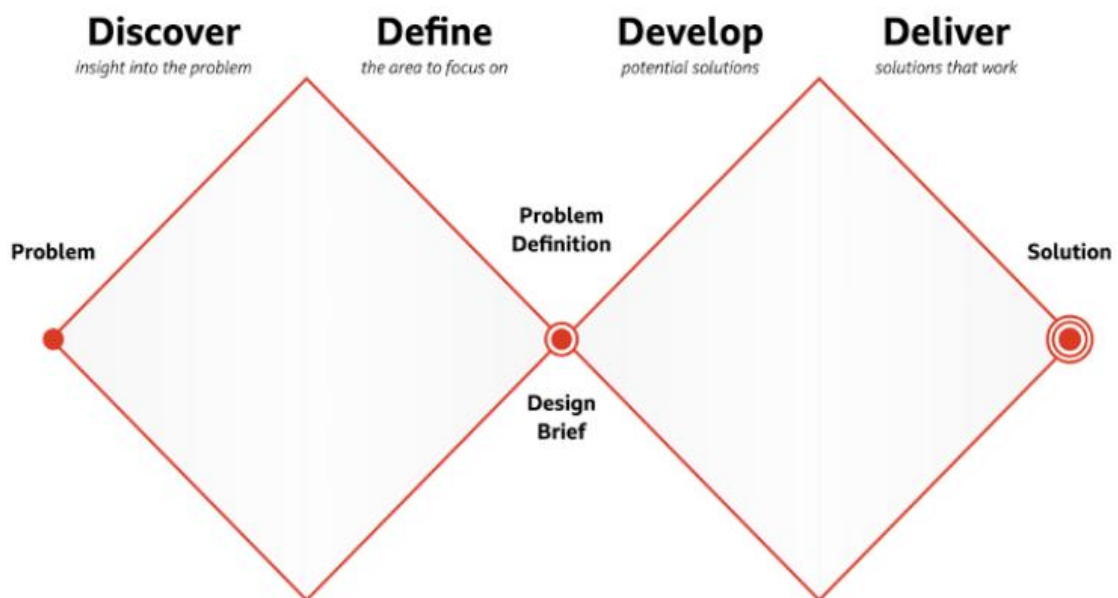 Discover
Define
Develop
Deliver
insight into the problem
the area to focus on
potential solutions
solutions that work
Problem
Definition
Problem
Solution
Design
Brief